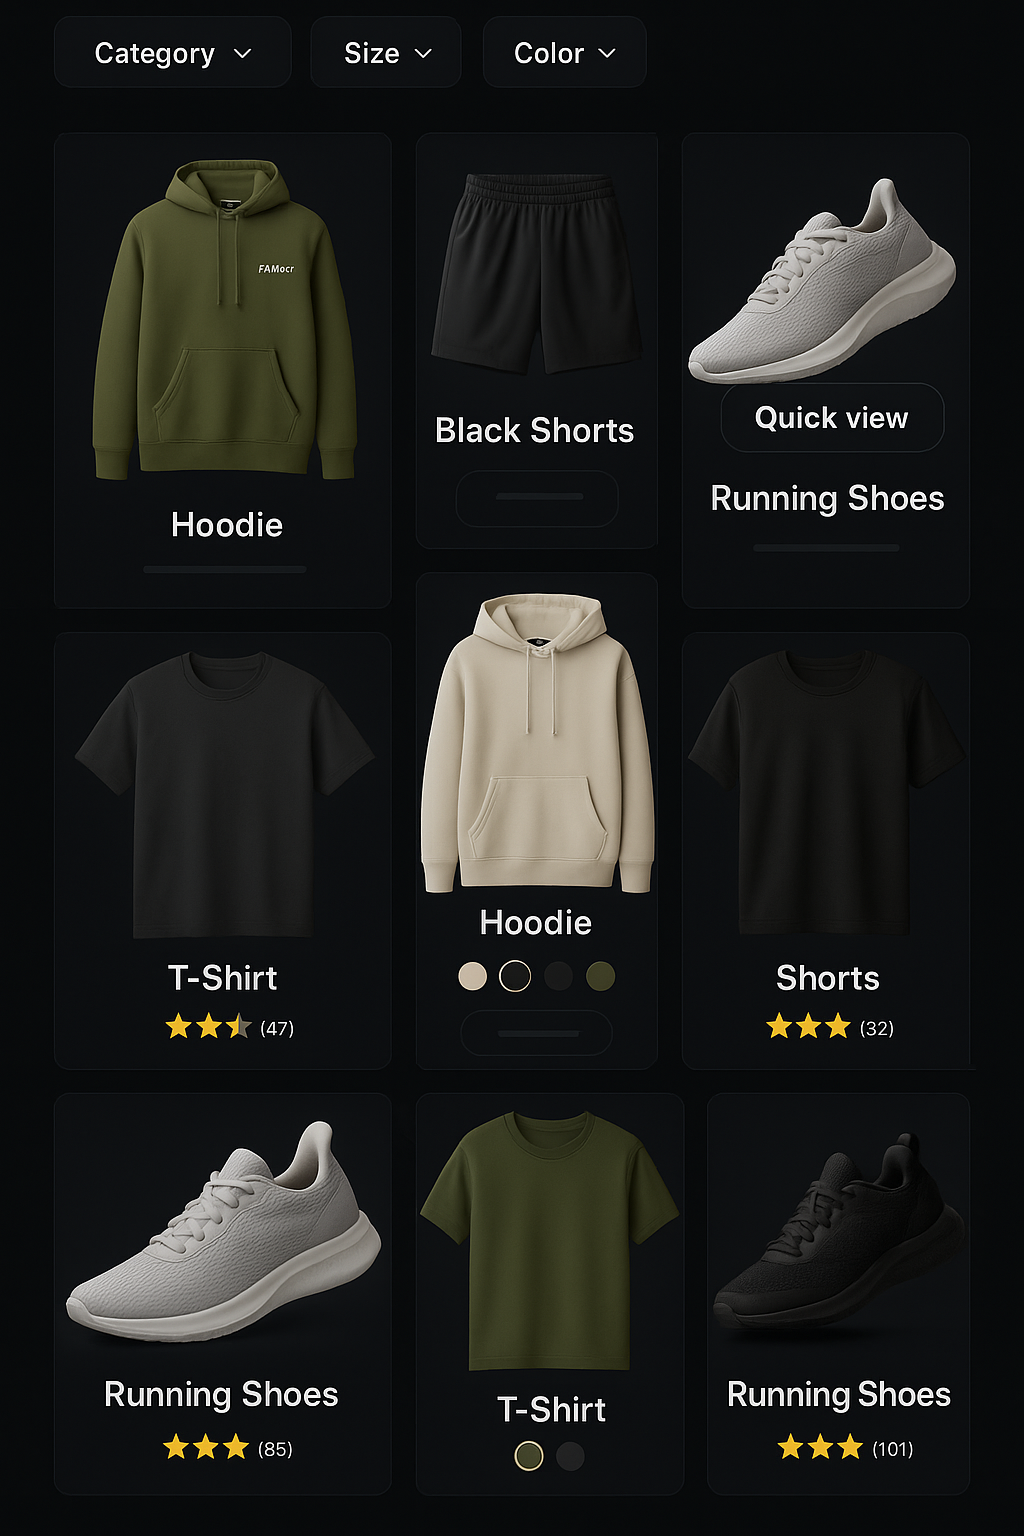 Category
Size
Color
FAMocr
Black Shorts
Quick view
Running Shoes
Hoodie
Hoodie
T-Shirt
(47)
Shorts
(32)
Running Shoes
(85)
T-Shirt
Running Shoes
(101)